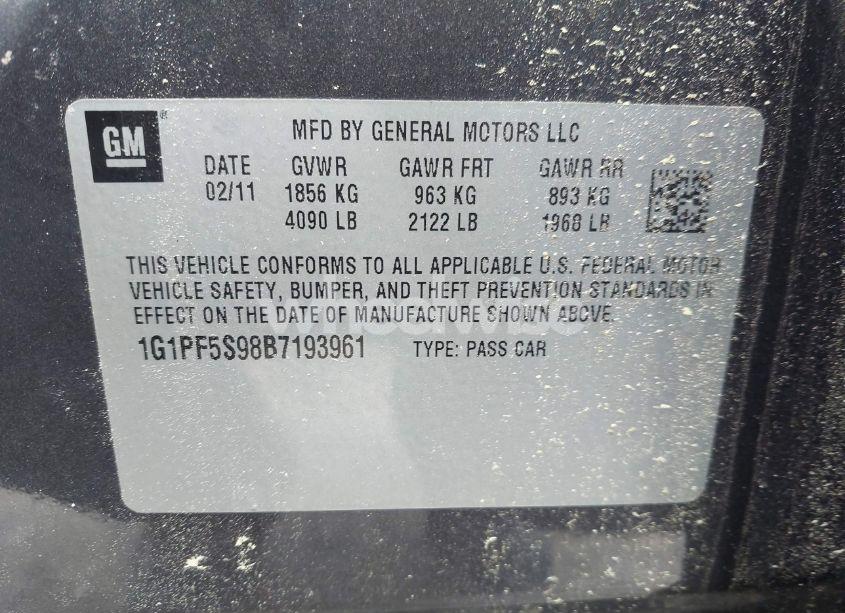 GM
MFD BY GENERAL MOTORS LLC
DATE GVWR GAWR FRT GAWR RR
02/11 1856 KG 963 KG 893 KG
4090 LB 2122 LB 1968 LB
THIS VEHICLE CONFORMS TO ALL APPLICABLE U.S. FEDERAL MOTOR
VEHICLE SAFETY, BUMPER, AND THEFT PREVENTION STANDARDS IN
EFFECT ON THE DATE OF MANUFACTURE SHOWN ABOVE.
1G1PF5S98B7193961 TYPE: PASS CAR